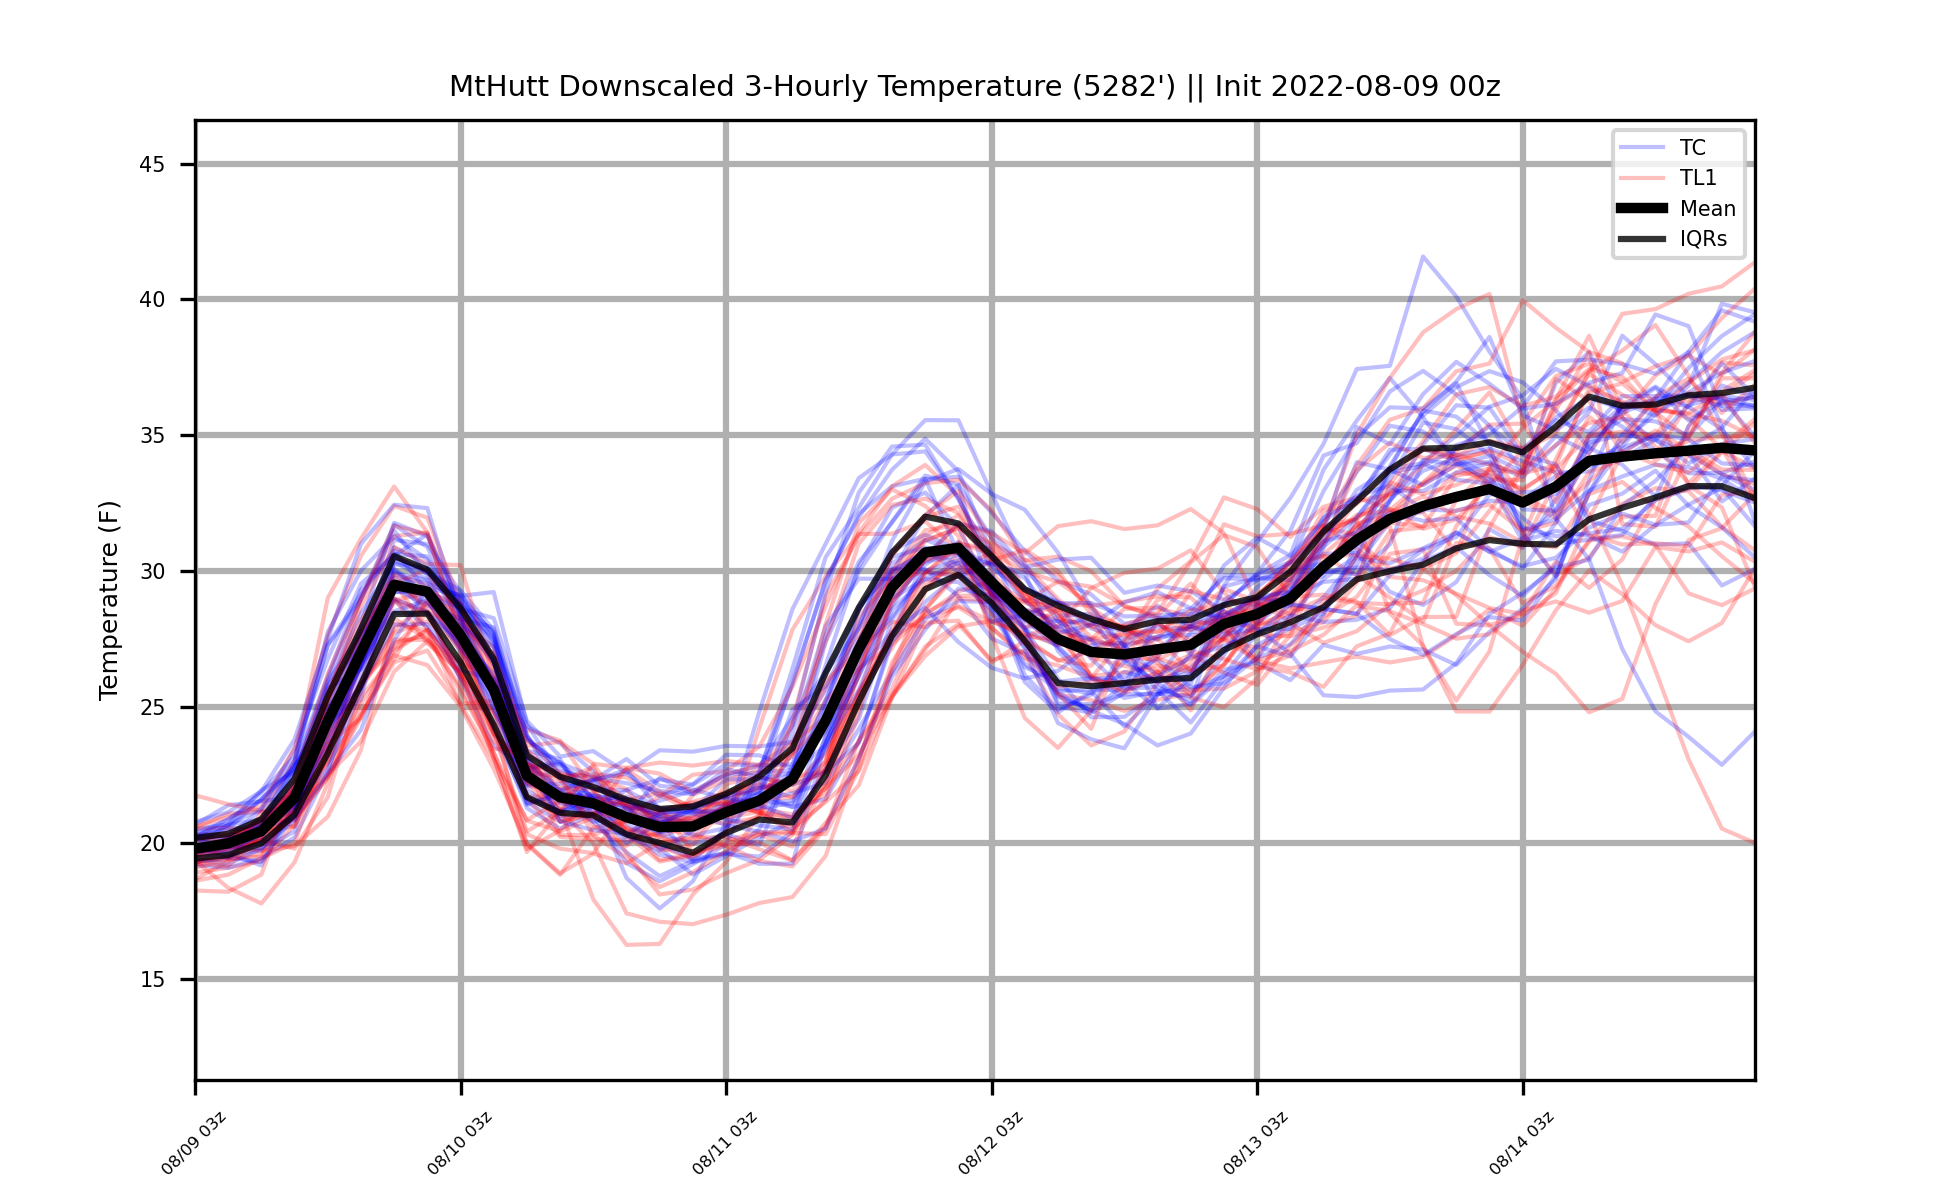 MtHutt Downscaled 3-Hourly Temperature (5282') || Init 2022-08-09 00z
TC
TL1
Mean
IQRs
Temperature (F)
45
40
35
30
25
20
15
08/09 03z
08/10 03z
08/11 03z
08/12 03z
08/13 03z
08/14 03z